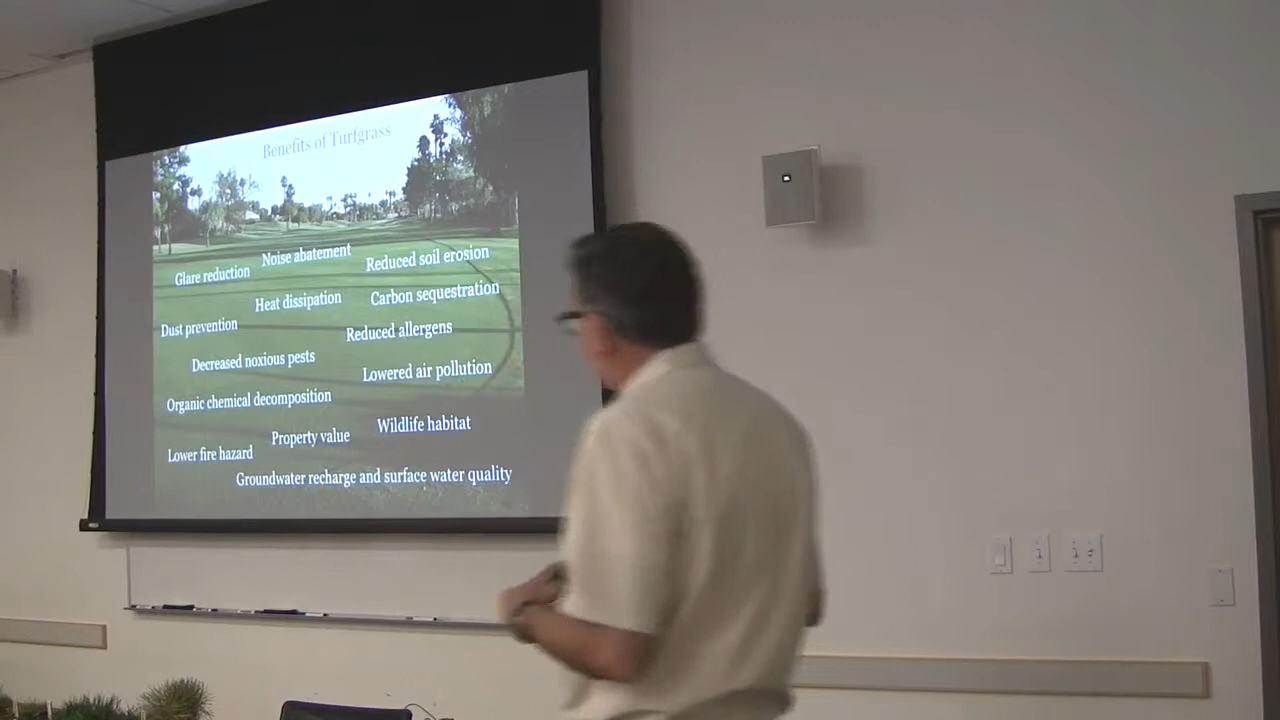 Benefits of Turfgrass
Noise abatement
Reduced soil erosion
Glare reduction
Heat dissipation
Carbon sequestration
Dust prevention
Reduced allergens
Decreased noxious pests
Lowered air pollution
Organic chemical decomposition
Wildlife habitat
Property value
Lower fire hazard
Groundwater recharge and surface water quality